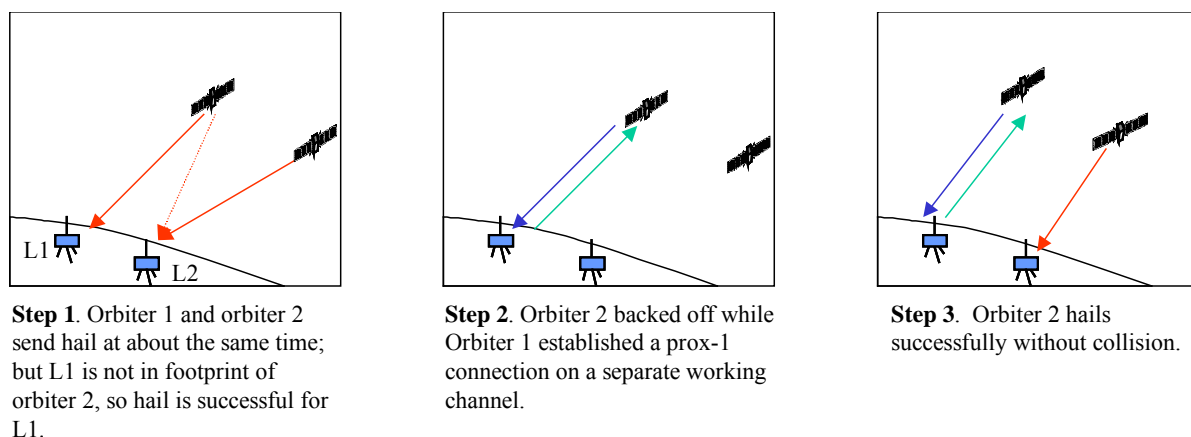 L1
L2
Step 1. Orbiter 1 and orbiter 2
send hail at about the same time;
but L1 is not in footprint of
orbiter 2, so hail is successful for
L1.
Step 2. Orbiter 2 backed off while
Orbiter 1 established a prox-1
connection on a separate working
channel.
Step 3. Orbiter 2 hails
successfully without collision.